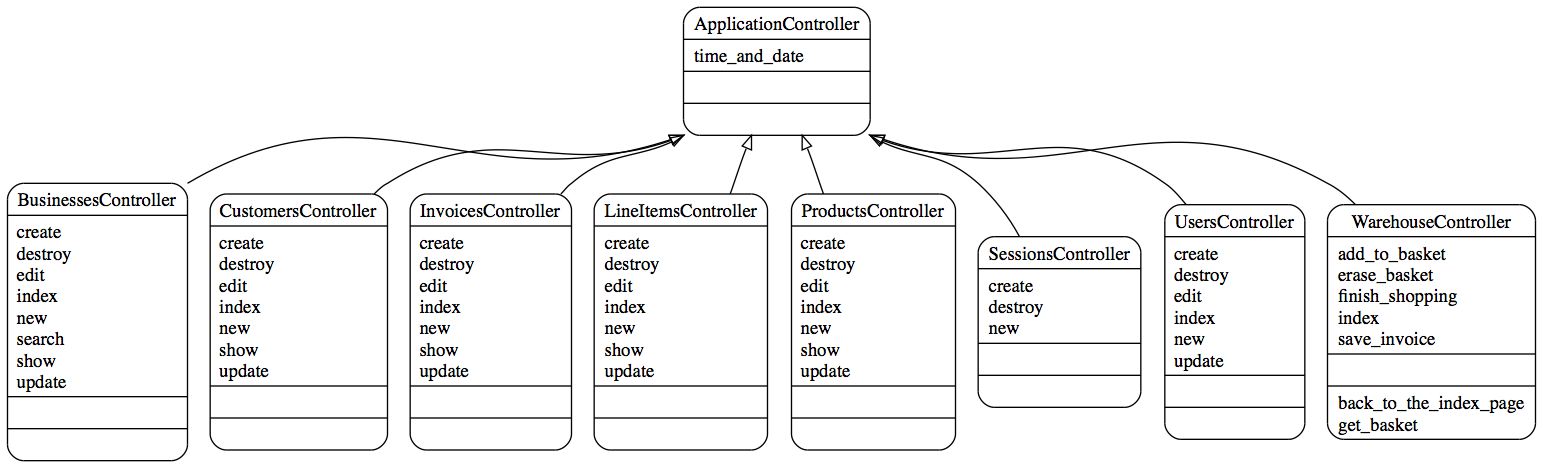 ApplicationController
time_and_date
BusinessesController
create
destroy
edit
index
new
search
show
update
CustomersController
create
destroy
edit
index
new
show
update
InvoicesController
create
destroy
edit
index
new
show
update
LineItemsController
create
destroy
edit
index
new
show
update
ProductsController
create
destroy
edit
index
new
show
update
SessionsController
create
destroy
new
UsersController
create
destroy
edit
index
new
update
WarehouseController
add_to_basket
erase_basket
finish_shopping
index
save_invoice
back_to_the_index_page
get_basket